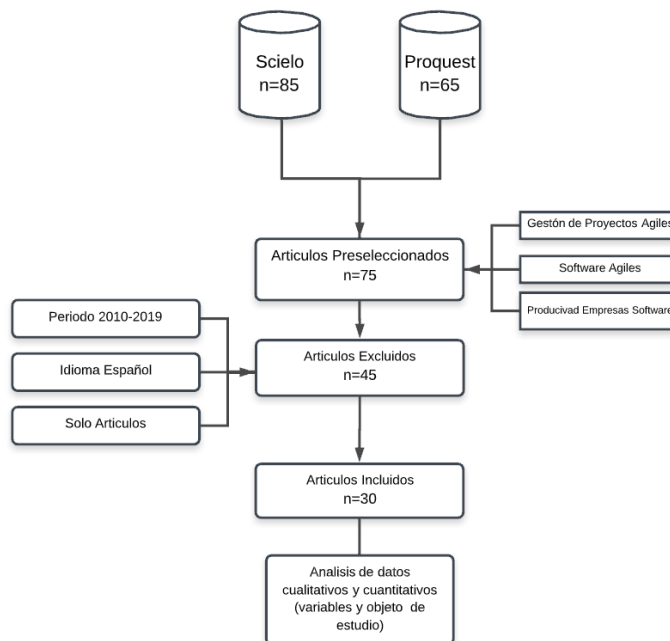 Scielo
n=85
Proquest
n=65
Articulos Preseleccionados
n=75
Gestón de Proyectos Agiles
Software Agiles
Producivad Empresas Software
Periodo 2010-2019
Idioma Español
Solo Articulos
Articulos Excluidos
n=45
Articulos Incluidos
n=30
Analisis de datos
cualitativos y cuantitativos
(variables y objeto de
estudio)